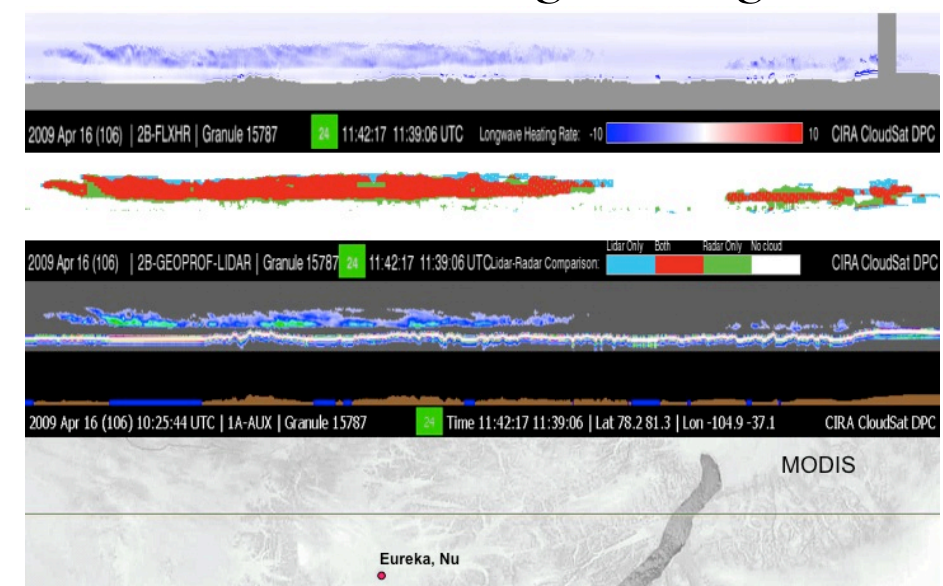 2009 Apr 16 (106) | 2B-FLXHR | Granule 15787 24 11:42:17 11:39:06 UTC Longwave Heating Rate: -10 10 CIRA CloudSat DPC
Lidar Only Both Radar Only No cloud
2009 Apr 16 (106) | 2B-GEOPROF-LIDAR | Granule 15787 24 11:42:17 11:39:06 UTCLidar-Radar Comparison: CIRA CloudSat DPC
2009 Apr 16 (106) 10:25:44 UTC | 1A-AUX | Granule 15787 24 Time 11:42:17 11:39:06 | Lat 78.2 81.3 | Lon -104.9 -37.1 CIRA CloudSat DPC
MODIS
Eureka, Nu